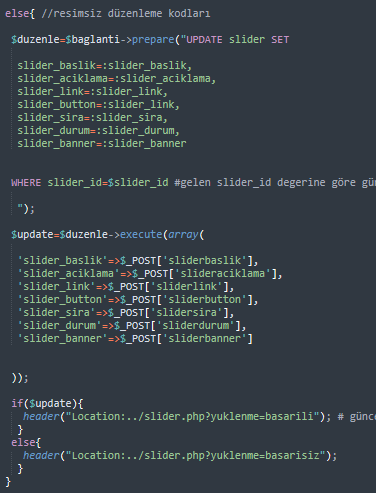 else{ //resimsiz düzenleme kodları
$duzenle=$baglanti->prepare("UPDATE slider SET
slider_baslik=:slider_baslik,
slider_aciklama=:slider_aciklama,
slider_link=:slider_link,
slider_button=:slider_link,
slider_sira=:slider_sira,
slider_durum=:slider_durum,
slider_banner=:slider_banner
WHERE slider_id=$slider_id #gelen slider_id degerine göre
");
$update=$duzenle->execute(array(
'slider_baslik'=>$_POST['sliderbaslik'],
'slider_aciklama'=>$_POST['slideraciklama'],
'slider_link'=>$_POST['sliderlink'],
'slider_button'=>$_POST['sliderbutton'],
'slider_sira'=>$_POST['slidersira'],
'slider_durum'=>$_POST['sliderdurum'],
'slider_banner'=>$_POST['sliderbanner']
));
if($update){
header("Location:../slider.php?yuklenme=basarili"); #
}
else{
header("Location:../slider.php?yuklenme=basarisiz");
}
}